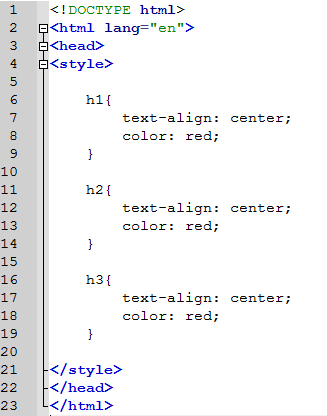 1 <!DOCTYPE html>
2 <html lang="en">
3 <head>
4 <style>
5
6 h1{
7 text-align: center;
8 color: red;
9 }
10
11 h2{
12 text-align: center;
13 color: red;
14 }
15
16 h3{
17 text-align: center;
18 color: red;
19 }
20
21 </style>
22 </head>
23 </html>